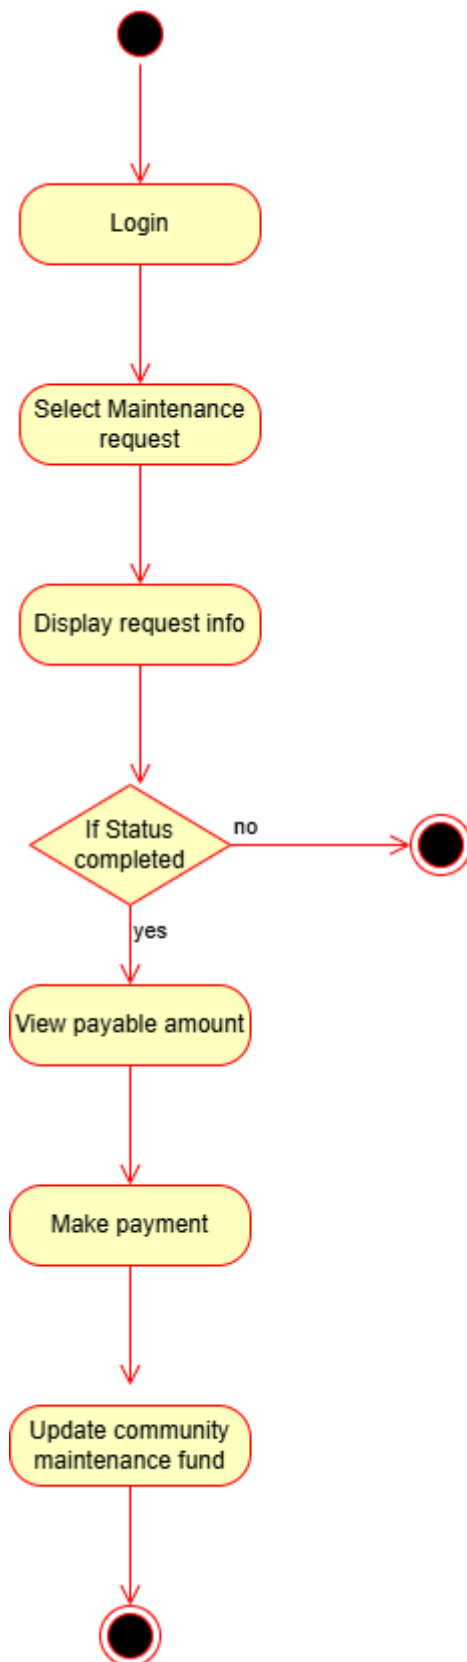 Login
Select Maintenance
request
Display request info
If Status
completed
no
yes
View payable amount
Make payment
Update community
maintenance fund